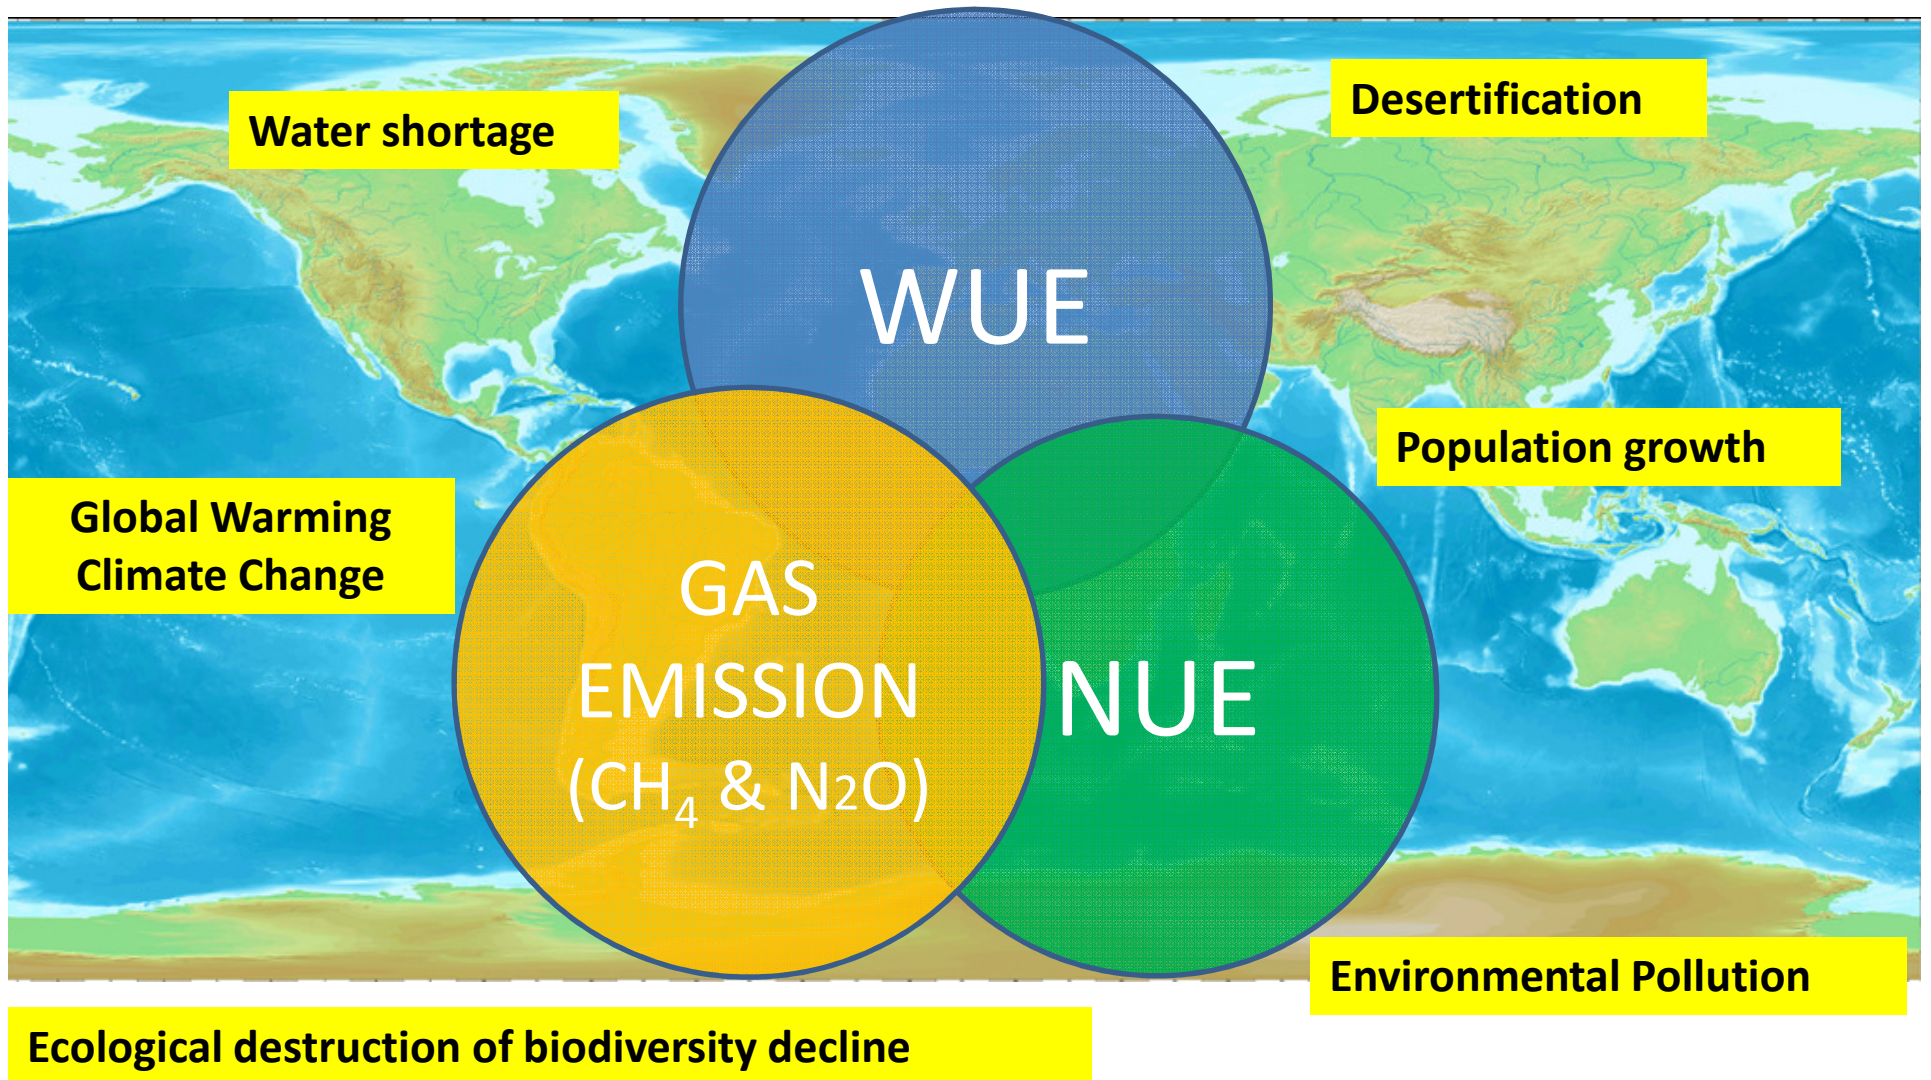 Water shortage
Desertification
WUE
Population growth
Global Warming
Climate Change
GAS
EMISSION
(CH₄ & N2O)
NUE
Environmental Pollution
Ecological destruction of biodiversity decline